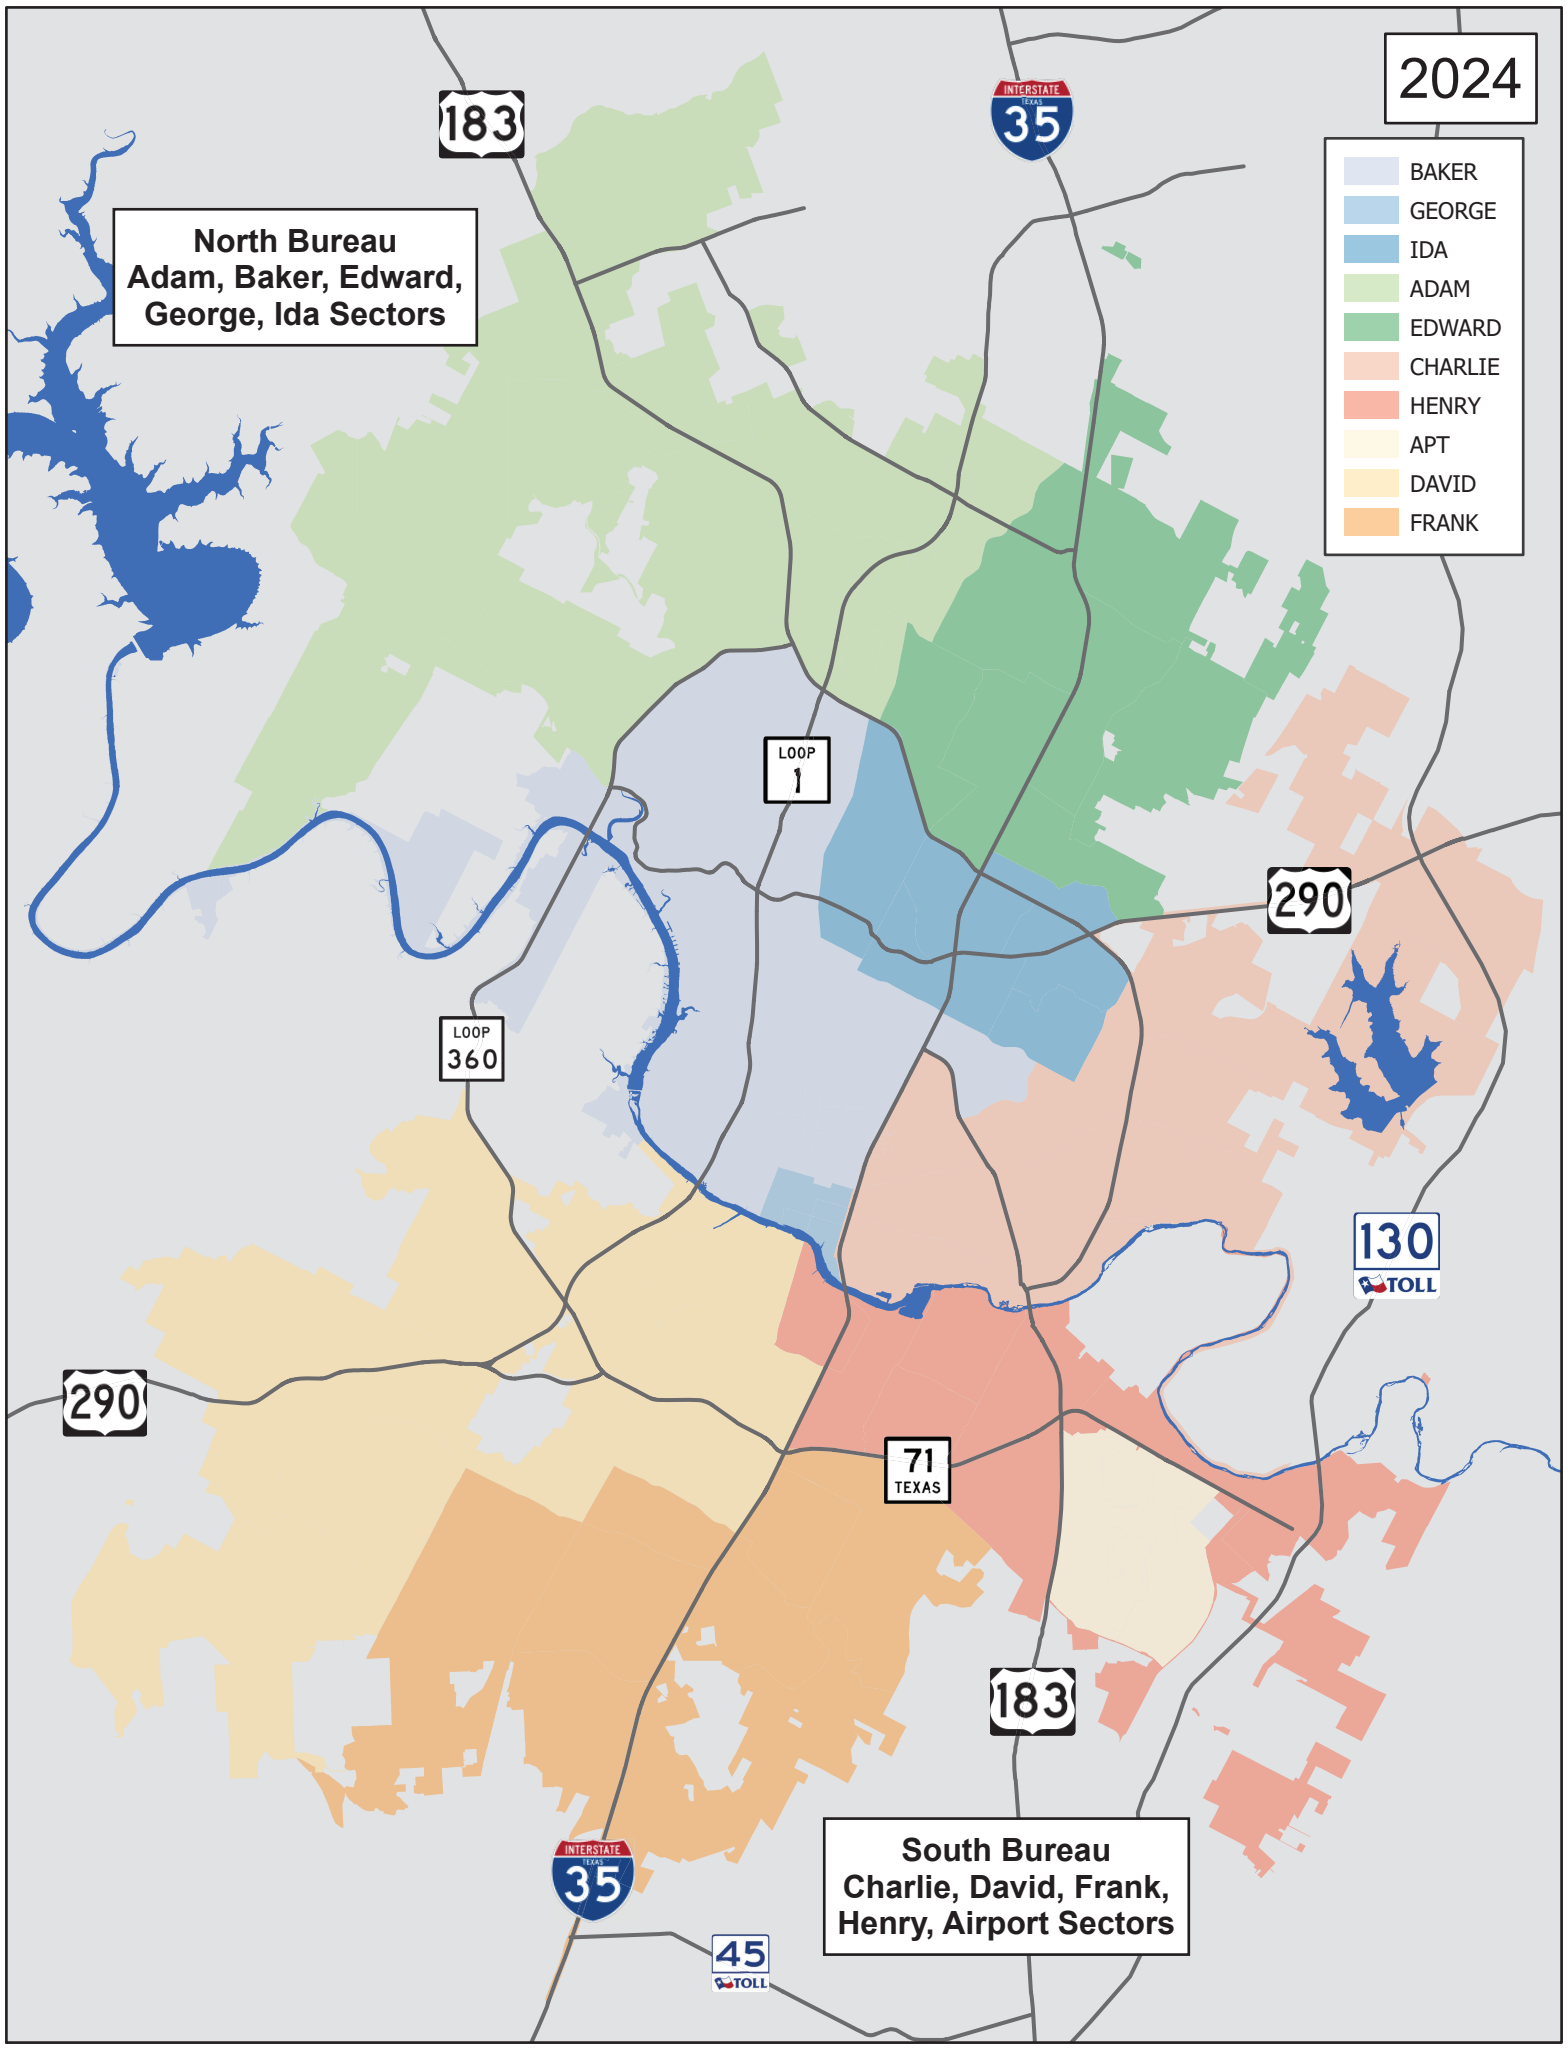 2024
183
INTERSTATE
TEXAS
35
BAKER
GEORGE
IDA
ADAM
EDWARD
CHARLIE
HENRY
APT
DAVID
FRANK
North Bureau
Adam, Baker, Edward,
George, Ida Sectors
LOOP
1
290
LOOP
360
130
TOLL
290
71
TEXAS
183
South Bureau
Charlie, David, Frank,
Henry, Airport Sectors
INTERSTATE
TEXAS
35
45
TOLL